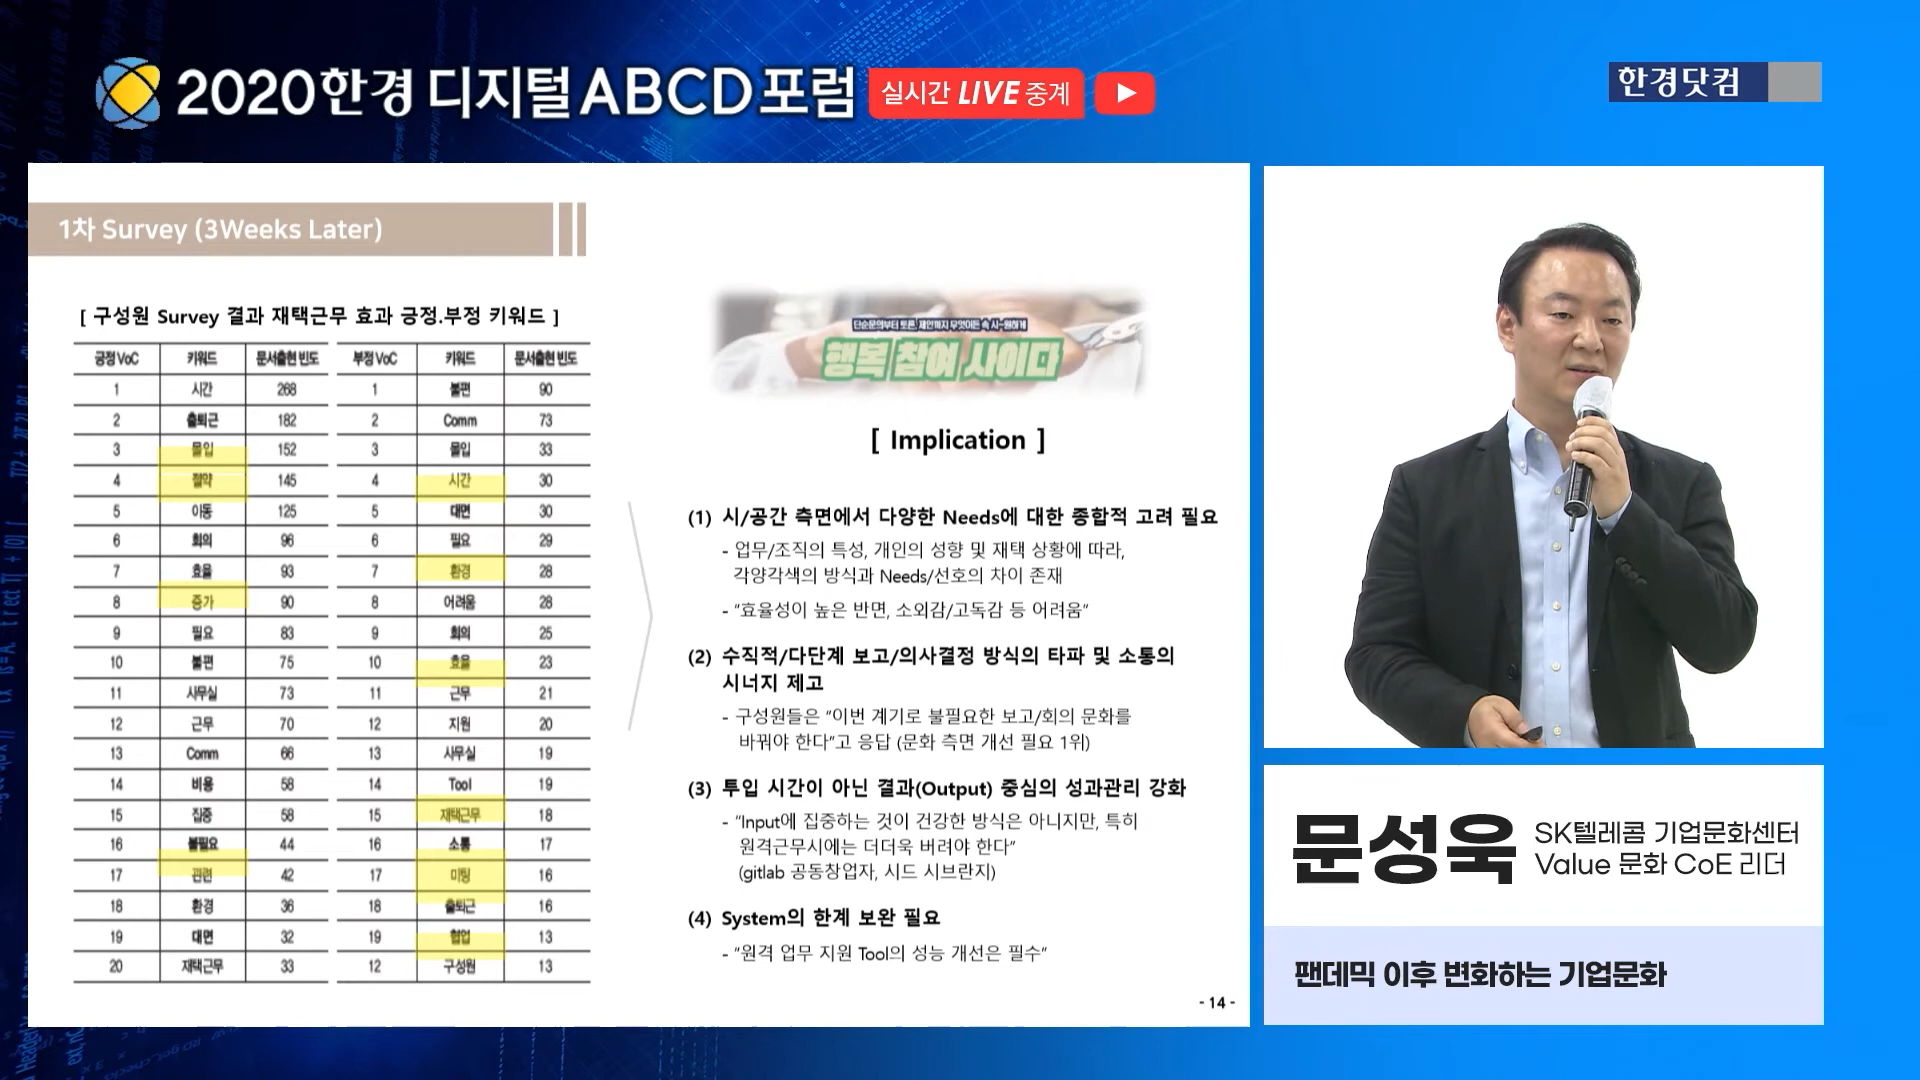 2020한경 디지털 ABCD포럼
실시간 LIVE 중계
한경닷컴
1차 Survey (3Weeks Later)
[ 구성원 Survey 결과 재택근무 효과 긍정.부정 키워드 ]
긍정 VoC 키워드 문서출현 빈도 부정 VoC 키워드 문서출현 빈도
1 시간 268 1 불편 90
2 출퇴근 182 2 Comm 73
3 몰입 152 3 몰입 33
4 절약 145 4 시간 30
5 이동 125 5 대면 30
6 회의 96 6 필요 29
7 효율 93 7 환경 28
8 증가 90 8 어려움 28
9 필요 83 9 회의 25
10 불편 75 10 효율 23
11 사무실 73 11 근무 21
12 근무 70 12 지원 20
13 Comm 66 13 사무실 19
14 비용 58 14 Tool 19
15 집중 58 15 재택근무 18
16 불필요 44 16 소통 17
17 관련 42 17 미팅 16
18 환경 36 18 출퇴근 16
19 대면 32 19 협업 13
20 재택근무 33 12 구성원 13
단순문의부터 토론, 제안까지 무엇이든 속 시~원하게
행복 참여 사이다
[ Implication ]
(1) 시/공간 측면에서 다양한 Needs에 대한 종합적 고려 필요
- 업무/조직의 특성, 개인의 성향 및 재택 상황에 따라,
각양각색의 방식과 Needs/선호의 차이 존재
- “효율성이 높은 반면, 소외감/고독감 등 어려움”
(2) 수직적/다단계 보고/의사결정 방식의 타파 및 소통의
시너지 제고
- 구성원들은 “이번 계기로 불필요한 보고/회의 문화를
바꿔야 한다”고 응답 (문화 측면 개선 필요 1위)
(3) 투입 시간이 아닌 결과(Output) 중심의 성과관리 강화
- “Input에 집중하는 것이 건강한 방식은 아니지만, 특히
원격근무시에는 더더욱 버려야 한다”
(gitlab 공동창업자, 시드 시브란지)
(4) System의 한계 보완 필요
- “원격 업무 지원 Tool의 성능 개선은 필수”
- 14 -
문성욱
SK텔레콤 기업문화센터
Value 문화 CoE 리더
팬데믹 이후 변화하는 기업문화